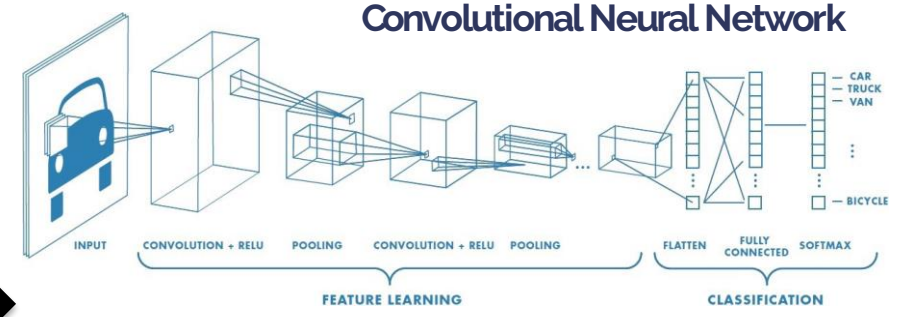 Convolutional Neural Network
CAR
TRUCK
VAN
BICYCLE
INPUT
CONVOLUTION + RELU
POOLING
CONVOLUTION + RELU
POOLING
FLATTEN
FULLY
CONNECTED
SOFTMAX
FEATURE LEARNING
CLASSIFICATION